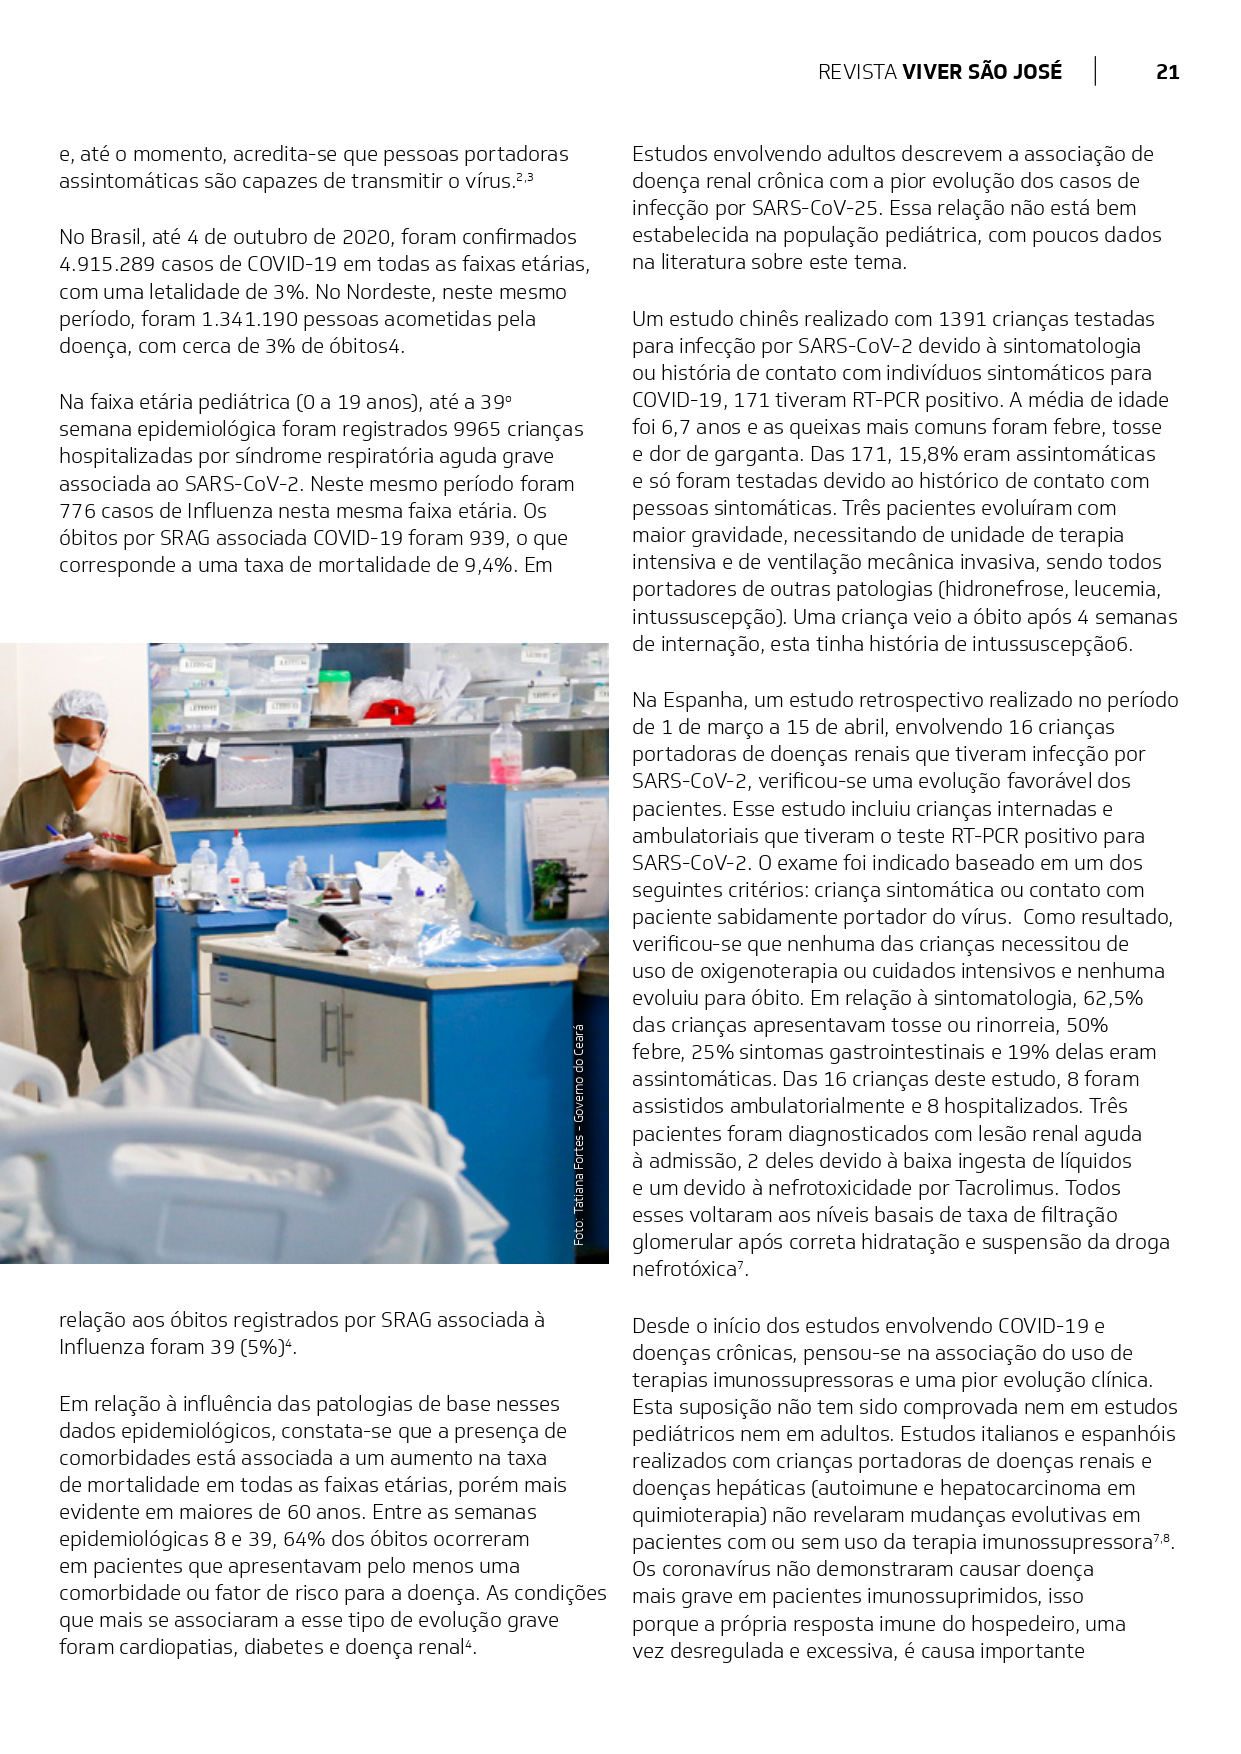 REVISTA VIVER SÃO JOSÉ 21
e, até o momento, acredita-se que pessoas portadoras
assintomáticas são capazes de transmitir o vírus.²,³
No Brasil, até 4 de outubro de 2020, foram confirmados
4.915.289 casos de COVID-19 em todas as faixas etárias,
com uma letalidade de 3%. No Nordeste, neste mesmo
período, foram 1.341.190 pessoas acometidas pela
doença, com cerca de 3% de óbitos4.
Na faixa etária pediátrica (0 a 19 anos), até a 39º
semana epidemiológica foram registrados 9965 crianças
hospitalizadas por síndrome respiratória aguda grave
associada ao SARS-CoV-2. Neste mesmo período foram
776 casos de Influenza nesta mesma faixa etária. Os
óbitos por SRAG associada COVID-19 foram 939, o que
corresponde a uma taxa de mortalidade de 9,4%. Em
Foto: Tatiana Fortes - Governo do Ceará
relação aos óbitos registrados por SRAG associada à
Influenza foram 39 (5%)⁴.
Em relação à influência das patologias de base nesses
dados epidemiológicos, constata-se que a presença de
comorbidades está associada a um aumento na taxa
de mortalidade em todas as faixas etárias, porém mais
evidente em maiores de 60 anos. Entre as semanas
epidemiológicas 8 e 39, 64% dos óbitos ocorreram
em pacientes que apresentavam pelo menos uma
comorbidade ou fator de risco para a doença. As condições
que mais se associaram a esse tipo de evolução grave
foram cardiopatias, diabetes e doença renal⁴.
Estudos envolvendo adultos descrevem a associação de
doença renal crônica com a pior evolução dos casos de
infecção por SARS-CoV-25. Essa relação não está bem
estabelecida na população pediátrica, com poucos dados
na literatura sobre este tema.
Um estudo chinês realizado com 1391 crianças testadas
para infecção por SARS-CoV-2 devido à sintomatologia
ou história de contato com indivíduos sintomáticos para
COVID-19, 171 tiveram RT-PCR positivo. A média de idade
foi 6,7 anos e as queixas mais comuns foram febre, tosse
e dor de garganta. Das 171, 15,8% eram assintomáticas
e só foram testadas devido ao histórico de contato com
pessoas sintomáticas. Três pacientes evoluíram com
maior gravidade, necessitando de unidade de terapia
intensiva e de ventilação mecânica invasiva, sendo todos
portadores de outras patologias (hidronefrose, leucemia,
intussuscepção). Uma criança veio a óbito após 4 semanas
de internação, esta tinha história de intussuscepção6.
Na Espanha, um estudo retrospectivo realizado no período
de 1 de março a 15 de abril, envolvendo 16 crianças
portadoras de doenças renais que tiveram infecção por
SARS-CoV-2, verificou-se uma evolução favorável dos
pacientes. Esse estudo incluiu crianças internadas e
ambulatoriais que tiveram o teste RT-PCR positivo para
SARS-CoV-2. O exame foi indicado baseado em um dos
seguintes critérios: criança sintomática ou contato com
paciente sabidamente portador do vírus.  Como resultado,
verificou-se que nenhuma das crianças necessitou de
uso de oxigenoterapia ou cuidados intensivos e nenhuma
evoluiu para óbito. Em relação à sintomatologia, 62,5%
das crianças apresentavam tosse ou rinorreia, 50%
febre, 25% sintomas gastrointestinais e 19% delas eram
assintomáticas. Das 16 crianças deste estudo, 8 foram
assistidos ambulatorialmente e 8 hospitalizados. Três
pacientes foram diagnosticados com lesão renal aguda
à admissão, 2 deles devido à baixa ingesta de líquidos
e um devido à nefrotoxicidade por Tacrolimus. Todos
esses voltaram aos níveis basais de taxa de filtração
glomerular após correta hidratação e suspensão da droga
nefrotóxica⁷.
Desde o início dos estudos envolvendo COVID-19 e
doenças crônicas, pensou-se na associação do uso de
terapias imunossupressoras e uma pior evolução clínica.
Esta suposição não tem sido comprovada nem em estudos
pediátricos nem em adultos. Estudos italianos e espanhóis
realizados com crianças portadoras de doenças renais e
doenças hepáticas (autoimune e hepatocarcinoma em
quimioterapia) não revelaram mudanças evolutivas em
pacientes com ou sem uso da terapia imunossupressora⁷,⁸.
Os coronavírus não demonstraram causar doença
mais grave em pacientes imunossuprimidos, isso
porque a própria resposta imune do hospedeiro, uma
vez desregulada e excessiva, é causa importante